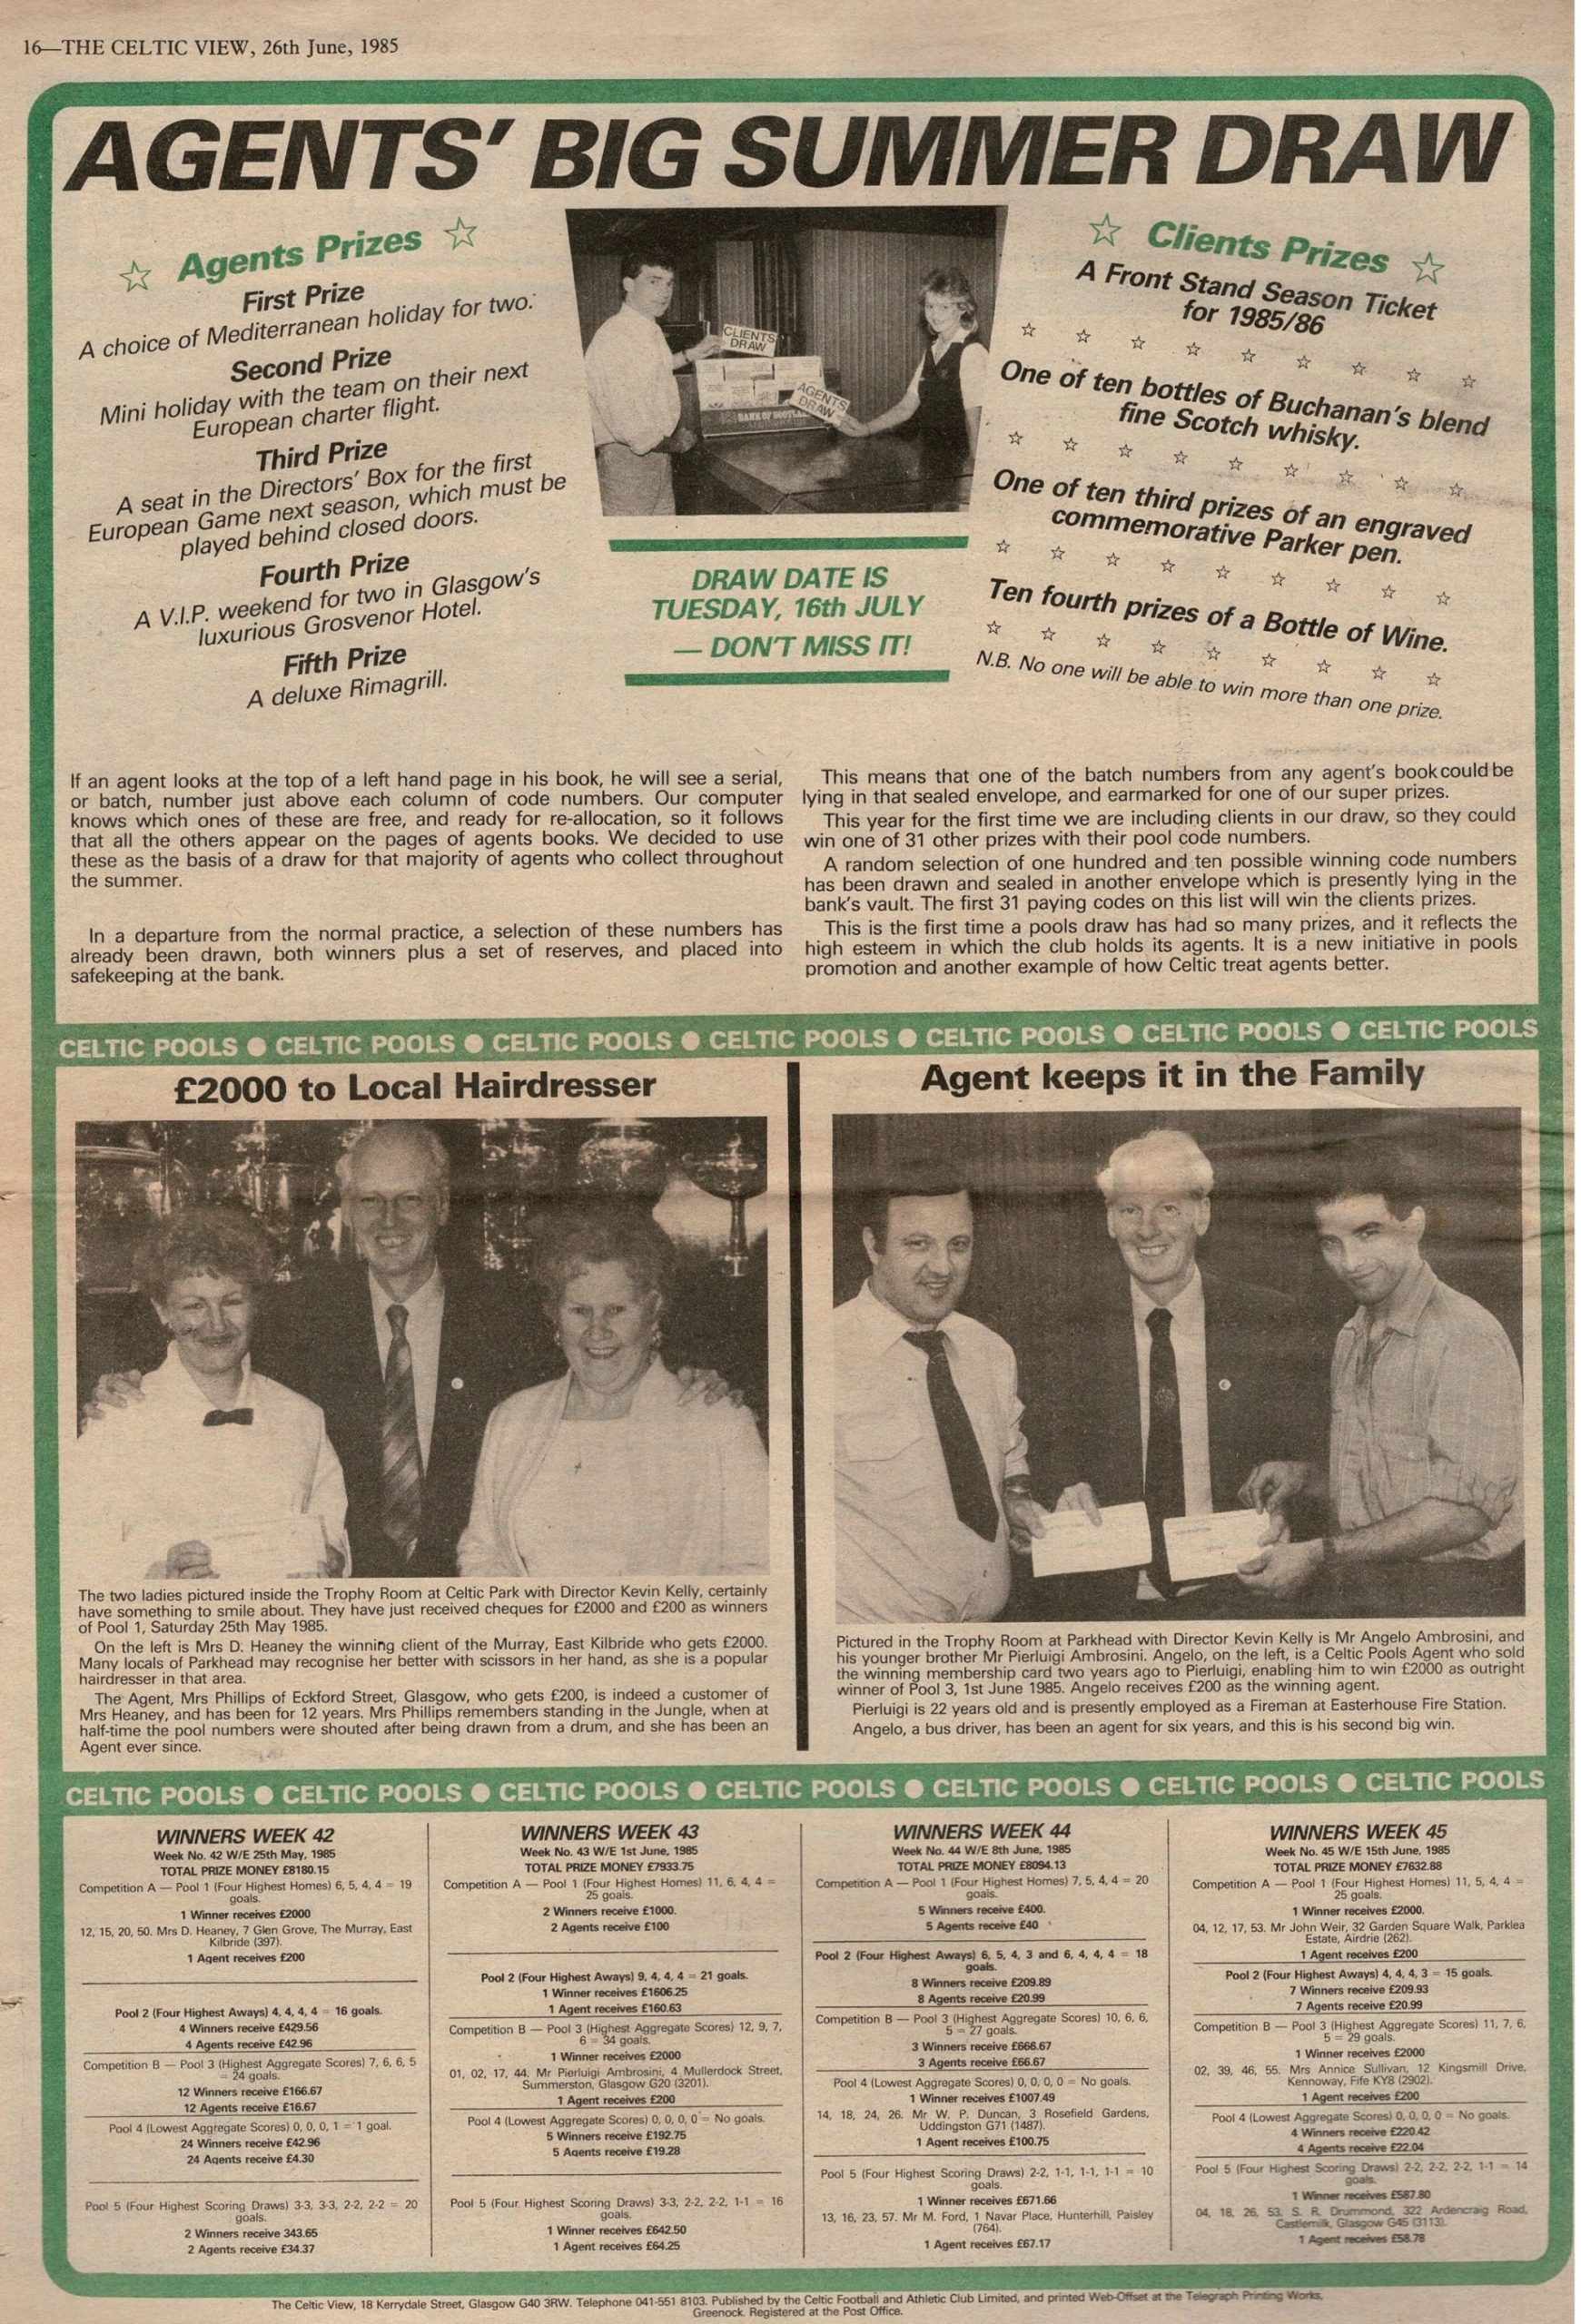 16—THE CELTIC VIEW, 26th June, 1985
AGENTS' BIG SUMMER DRAW
☆ Agents Prizes ☆
First Prize
A choice of Mediterranean holiday for two.
Second Prize
Mini holiday with the team on their next
European charter flight.
Third Prize
A seat in the Directors' Box for the first
European Game next season, which must be
played behind closed doors.
Fourth Prize
A V.I.P. weekend for two in Glasgow's
luxurious Grosvenor Hotel.
Fifth Prize
A deluxe Rimagrill.
CLIENTS
DRAW
AGENTS
DRAW
BANK OF SCOTLAND
DRAW DATE IS
TUESDAY, 16th JULY
— DON'T MISS IT!
☆ Clients Prizes ☆
A Front Stand Season Ticket
for 1985/86
☆ ☆ ☆ ☆ ☆ ☆ ☆ ☆ ☆
One of ten bottles of Buchanan's blend
fine Scotch whisky.
☆ ☆ ☆ ☆ ☆ ☆ ☆ ☆ ☆
One of ten third prizes of an engraved
commemorative Parker pen.
☆ ☆ ☆ ☆ ☆ ☆ ☆ ☆ ☆
Ten fourth prizes of a Bottle of Wine.
☆ ☆ ☆ ☆ ☆ ☆ ☆ ☆ ☆
N.B. No one will be able to win more than one prize.
If an agent looks at the top of a left hand page in his book, he will see a serial,
or batch, number just above each column of code numbers. Our computer
knows which ones of these are free, and ready for re-allocation, so it follows
that all the others appear on the pages of agents books. We decided to use
these as the basis of a draw for that majority of agents who collect throughout
the summer.
In a departure from the normal practice, a selection of these numbers has
already been drawn, both winners plus a set of reserves, and placed into
safekeeping at the bank.
This means that one of the batch numbers from any agent's book could be
lying in that sealed envelope, and earmarked for one of our super prizes.
This year for the first time we are including clients in our draw, so they could
win one of 31 other prizes with their pool code numbers.
A random selection of one hundred and ten possible winning code numbers
has been drawn and sealed in another envelope which is presently lying in the
bank's vault. The first 31 paying codes on this list will win the clients prizes.
This is the first time a pools draw has had so many prizes, and it reflects the
high esteem in which the club holds its agents. It is a new initiative in pools
promotion and another example of how Celtic treat agents better.
CELTIC POOLS ● CELTIC POOLS ● CELTIC POOLS ● CELTIC POOLS ● CELTIC POOLS ● CELTIC POOLS ● CELTIC POOLS
£2000 to Local Hairdresser
The two ladies pictured inside the Trophy Room at Celtic Park with Director Kevin Kelly, certainly
have something to smile about. They have just received cheques for £2000 and £200 as winners
of Pool 1, Saturday 25th May 1985.
On the left is Mrs D. Heaney the winning client of the Murray, East Kilbride who gets £2000.
Many locals of Parkhead may recognise her better with scissors in her hand, as she is a popular
hairdresser in that area.
The Agent, Mrs Phillips of Eckford Street, Glasgow, who gets £200, is indeed a customer of
Mrs Heaney, and has been for 12 years. Mrs Phillips remembers standing in the Jungle, when at
half-time the pool numbers were shouted after being drawn from a drum, and she has been an
Agent ever since.
Agent keeps it in the Family
Pictured in the Trophy Room at Parkhead with Director Kevin Kelly is Mr Angelo Ambrosini, and
his younger brother Mr Pierluigi Ambrosini. Angelo, on the left, is a Celtic Pools Agent who sold
the winning membership card two years ago to Pierluigi, enabling him to win £2000 as outright
winner of Pool 3, 1st June 1985. Angelo receives £200 as the winning agent.
Pierluigi is 22 years old and is presently employed as a Fireman at Easterhouse Fire Station.
Angelo, a bus driver, has been an agent for six years, and this is his second big win.
CELTIC POOLS ● CELTIC POOLS ● CELTIC POOLS ● CELTIC POOLS ● CELTIC POOLS ● CELTIC POOLS ● CELTIC POOLS
WINNERS WEEK 42
Week No. 42 W/E 25th May, 1985
TOTAL PRIZE MONEY £8180.15
Competition A — Pool 1 (Four Highest Homes) 6, 5, 4, 4 = 19
goals.
1 Winner receives £2000
12, 15, 20, 50. Mrs D. Heaney, 7 Glen Grove, The Murray, East
Kilbride (397).
1 Agent receives £200
Pool 2 (Four Highest Aways) 4, 4, 4, 4 = 16 goals.
4 Winners receive £429.56
4 Agents receive £42.96
Competition B — Pool 3 (Highest Aggregate Scores) 7, 6, 6, 5
= 24 goals.
12 Winners receive £166.67
12 Agents receive £16.67
Pool 4 (Lowest Aggregate Scores) 0, 0, 0, 1 = 1 goal.
24 Winners receive £42.96
24 Agents receive £4.30
Pool 5 (Four Highest Scoring Draws) 3-3, 3-3, 2-2, 2-2 = 20
goals.
2 Winners receive 343.65
2 Agents receive £34.37
WINNERS WEEK 43
Week No. 43 W/E 1st June, 1985
TOTAL PRIZE MONEY £7933.75
Competition A — Pool 1 (Four Highest Homes) 11, 6, 4, 4 =
25 goals.
2 Winners receive £1000.
2 Agents receive £100
Pool 2 (Four Highest Aways) 9, 4, 4, 4 = 21 goals.
1 Winner receives £1606.25
1 Agent receives £160.63
Competition B — Pool 3 (Highest Aggregate Scores) 12, 9, 7,
6 = 34 goals.
1 Winner receives £2000
01, 02, 17, 44. Mr Pierluigi Ambrosini, 4 Mullerdock Street,
Summerston, Glasgow G20 (3201).
1 Agent receives £200
Pool 4 (Lowest Aggregate Scores) 0, 0, 0, 0 = No goals.
5 Winners receive £192.75
5 Agents receive £19.28
Pool 5 (Four Highest Scoring Draws) 3-3, 2-2, 2-2, 1-1 = 16
goals.
1 Winner receives £642.50
1 Agent receives £64.25
WINNERS WEEK 44
Week No. 44 W/E 8th June, 1985
TOTAL PRIZE MONEY £8094.13
Competition A — Pool 1 (Four Highest Homes) 7, 5, 4, 4 = 20
goals.
5 Winners receive £400.
5 Agents receive £40
Pool 2 (Four Highest Aways) 6, 5, 4, 3 and 6, 4, 4, 4 = 18
goals.
8 Winners receive £209.89
8 Agents receive £20.99
Competition B — Pool 3 (Highest Aggregate Scores) 10, 6, 6,
5 = 27 goals.
3 Winners receive £666.67
3 Agents receive £66.67
Pool 4 (Lowest Aggregate Scores) 0, 0, 0, 0 = No goals.
1 Winner receives £1007.49
14, 18, 24, 26. Mr W. P. Duncan, 3 Rosefield Gardens,
Uddingston G71 (1487).
1 Agent receives £100.75
Pool 5 (Four Highest Scoring Draws) 2-2, 1-1, 1-1, 1-1 = 10
goals.
1 Winner receives £671.66
13, 16, 23, 57. Mr M. Ford, 1 Navar Place, Hunterhill, Paisley
(764).
1 Agent receives £67.17
WINNERS WEEK 45
Week No. 45 W/E 15th June, 1985
TOTAL PRIZE MONEY £7632.88
Competition A — Pool 1 (Four Highest Homes) 11, 5, 4, 4 =
25 goals.
1 Winner receives £2000.
04, 12, 17, 53. Mr John Weir, 32 Garden Square Walk, Parklea
Estate, Airdrie (262).
1 Agent receives £200
Pool 2 (Four Highest Aways) 4, 4, 4, 3 = 15 goals.
7 Winners receive £209.93
7 Agents receive £20.99
Competition B — Pool 3 (Highest Aggregate Scores) 11, 7, 6,
5 = 29 goals.
1 Winner receives £2000
02, 39, 46, 55. Mrs Annice Sullivan, 12 Kingsmill Drive,
Kennoway, Fife KY8 (2902).
1 Agent receives £200
Pool 4 (Lowest Aggregate Scores) 0, 0, 0, 0 = No goals.
4 Winners receive £220.42
4 Agents receive £22.04
Pool 5 (Four Highest Scoring Draws) 2-2, 2-2, 2-2, 1-1 = 14
goals.
1 Winner receives £587.80
04, 18, 26, 53. S. R. Drummond, 322 Ardencraig Road,
Castlemilk, Glasgow G45 (3113).
1 Agent receives £58.78
The Celtic View, 18 Kerrydale Street, Glasgow G40 3RW. Telephone 041-551 8103. Published by the Celtic Football and Athletic Club Limited, and printed Web-Offset at the Telegraph Printing Works,
Greenock. Registered at the Post Office.